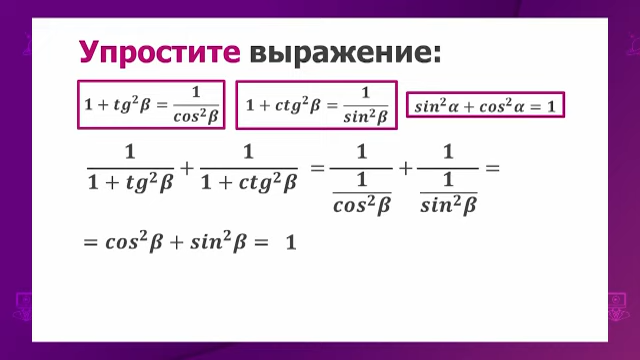 Упростите выражение:
1 + tg²β = 1/cos²β
1 + ctg²β = 1/sin²β
sin²α + cos²α = 1
1/(1 + tg²β) + 1/(1 + ctg²β) = 1/(1/cos²β) + 1/(1/sin²β) =
= cos²β + sin²β = 1